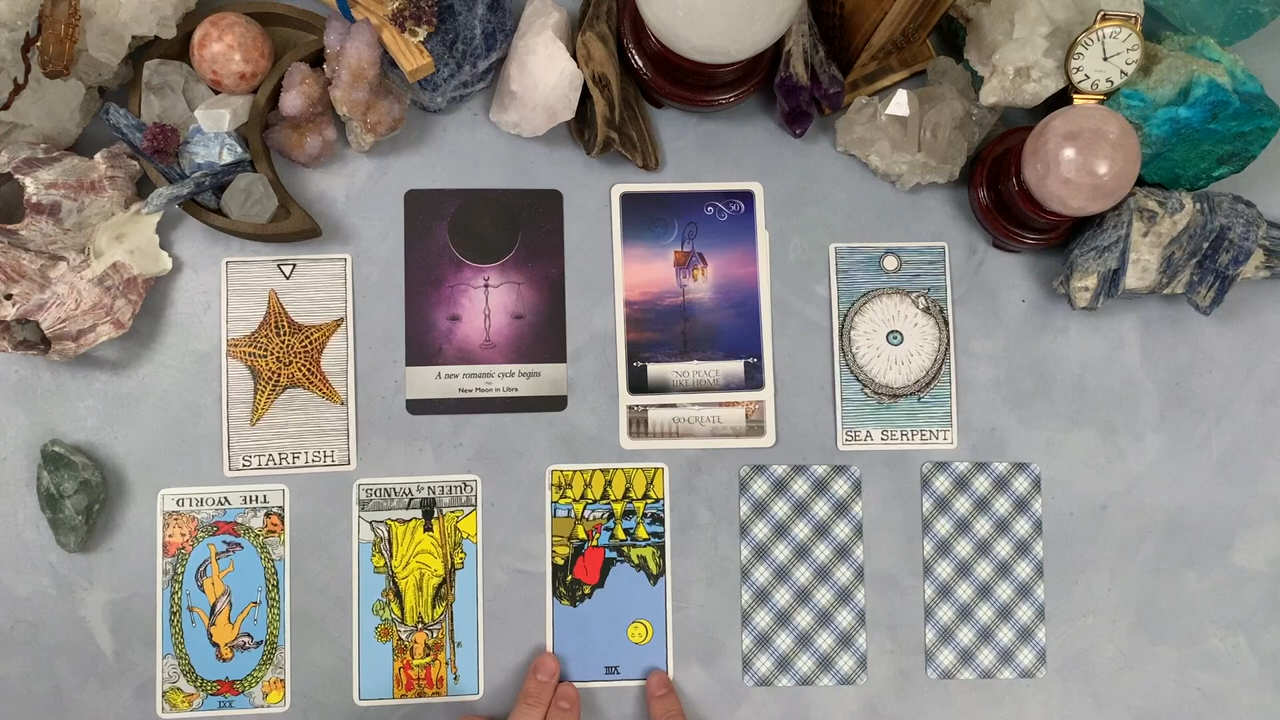 50
NO PLACE
LIKE HOME
CO-CREATE
A new romantic cycle begins
New Moon in Libra
STARFISH
SEA SERPENT
THE WORLD.
XXI
QUEEN of WANDS.
VIII